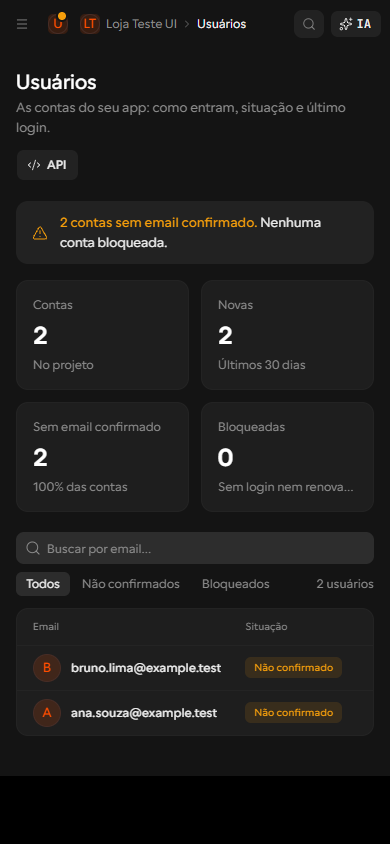 U LT Loja Teste UI > Usuários IA
Usuários
As contas do seu app: como entram, situação e último
login.
</> API
2 contas sem email confirmado. Nenhuma
conta bloqueada.
Contas
2
No projeto
Novas
2
Últimos 30 dias
Sem email confirmado
2
100% das contas
Bloqueadas
0
Sem login nem renova...
Buscar por email...
Todos Não confirmados Bloqueados 2 usuários
Email Situação
B bruno.lima@example.test Não confirmado
A ana.souza@example.test Não confirmado